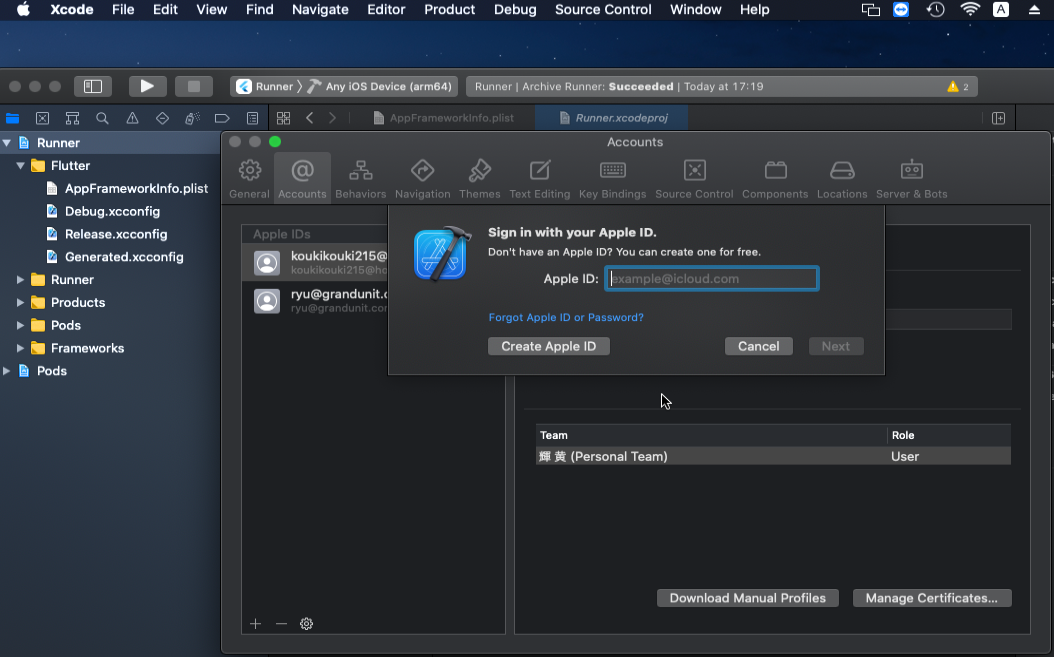 Xcode File Edit View Find Navigate Editor Product Debug Source Control Window Help A
Runner Any iOS Device (arm64) Runner | Archive Runner: Succeeded | Today at 17:19 2
AppFrameworkInfo.plist Runner.xcodeproj
Runner
Flutter
AppFrameworkInfo.plist
Debug.xcconfig
Release.xcconfig
Generated.xcconfig
Runner
Products
Pods
Frameworks
Pods
Accounts
General Accounts Behaviors Navigation Themes Text Editing Key Bindings Source Control Components Locations Server & Bots
Apple IDs
koukikouki215@
koukikouki215@ho
ryu@grandunit.c
ryu@grandunit.cor
Sign in with your Apple ID.
Don't have an Apple ID? You can create one for free.
Apple ID: example@icloud.com
Forgot Apple ID or Password?
Create Apple ID Cancel Next
Team Role
輝 黄 (Personal Team) User
Download Manual Profiles Manage Certificates...